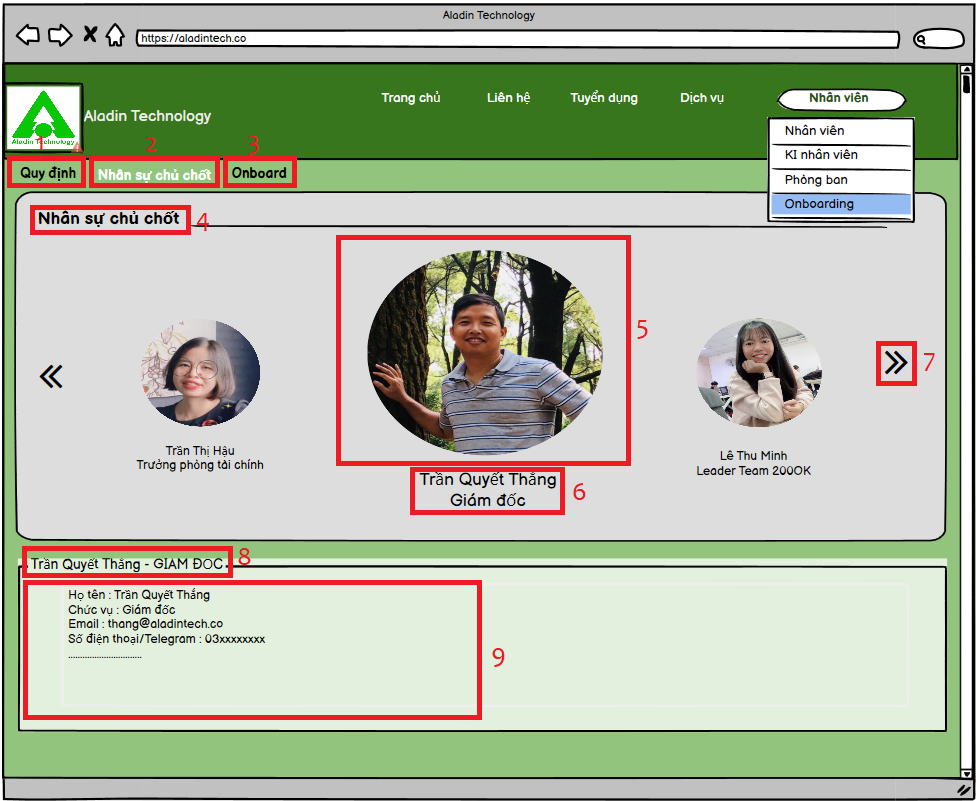 Aladin Technology
https://aladintech.co
Trang chủ
Liên hệ
Tuyển dụng
Dịch vụ
Nhân viên
Aladin Technology
Aladin Technology
Nhân viên
KI nhân viên
Phòng ban
Onboarding
1
2
3
Quy định
Nhân sự chủ chốt
Onboard
Nhân sự chủ chốt
4
5
7
Trần Thị Hậu
Trưởng phòng tài chính
Lê Thu Minh
Leader Team 200OK
Trần Quyết Thắng
Giám đốc
6
Trần Quyết Thắng - GIAM ĐOC
8
Họ tên : Trần Quyết Thắng
Chức vụ : Giám đốc
Email : thang@aladintech.co
Số điện thoại/Telegram : 03xxxxxxxx
................................
9